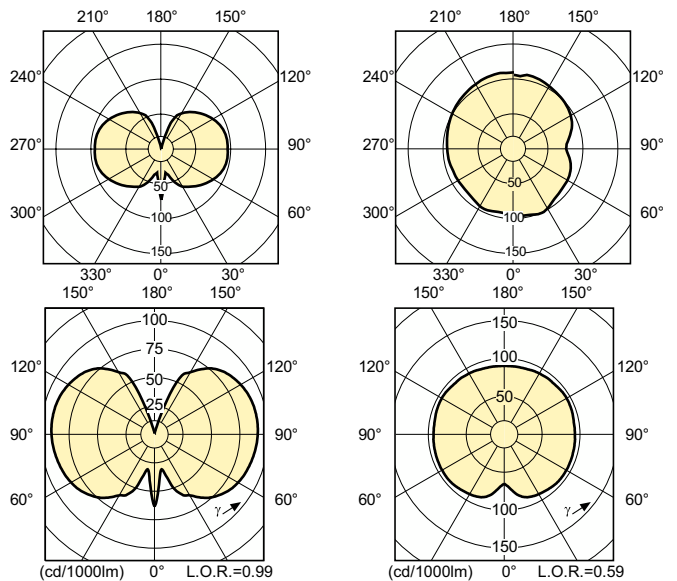 210° 180° 150° 210° 180° 150°
240° 120° 240° 120°
270° 90° 270° 90°
50 50
100 100
300° 60° 300° 60°
150 150
330° 0° 30° 330° 0° 30°
150° 180° 150° 150° 180° 150°
100 150
75 100
120° 120° 120° 120°
50 50
25
90° 90° 90° 90°
60° 60° 60° 60°
γ 100 γ
150
(cd/1000lm) 0° L.O.R.=0.99 (cd/1000lm) 0° L.O.R.=0.59